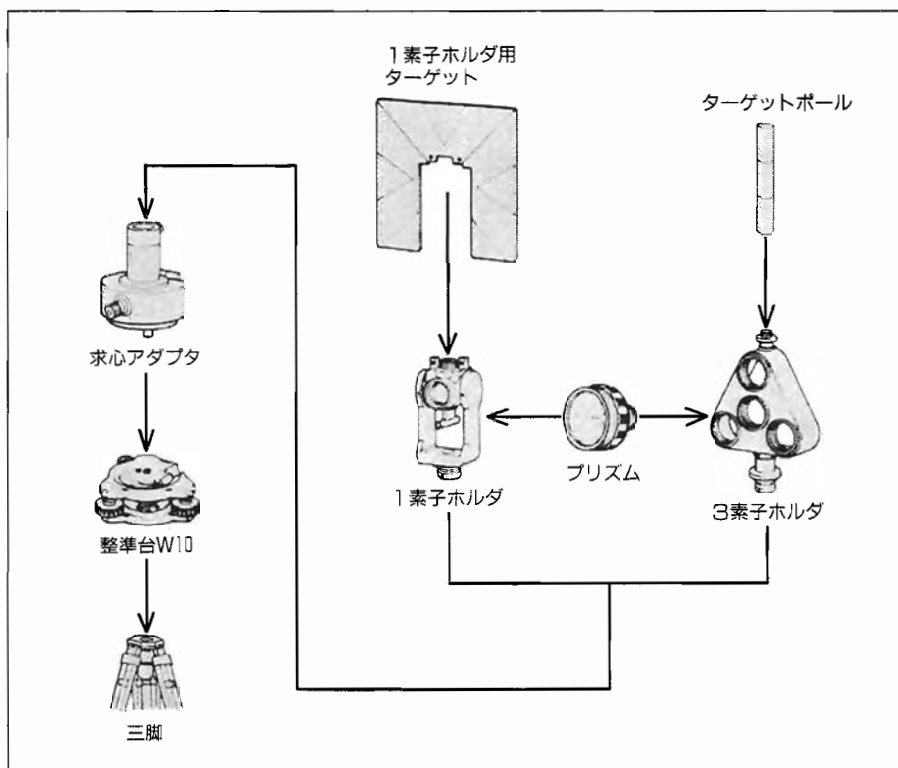 1素子ホルダ用
ターゲット
ターゲットポール
求心アダプタ
1素子ホルダ
プリズム
3素子ホルダ
整準台W10
三脚